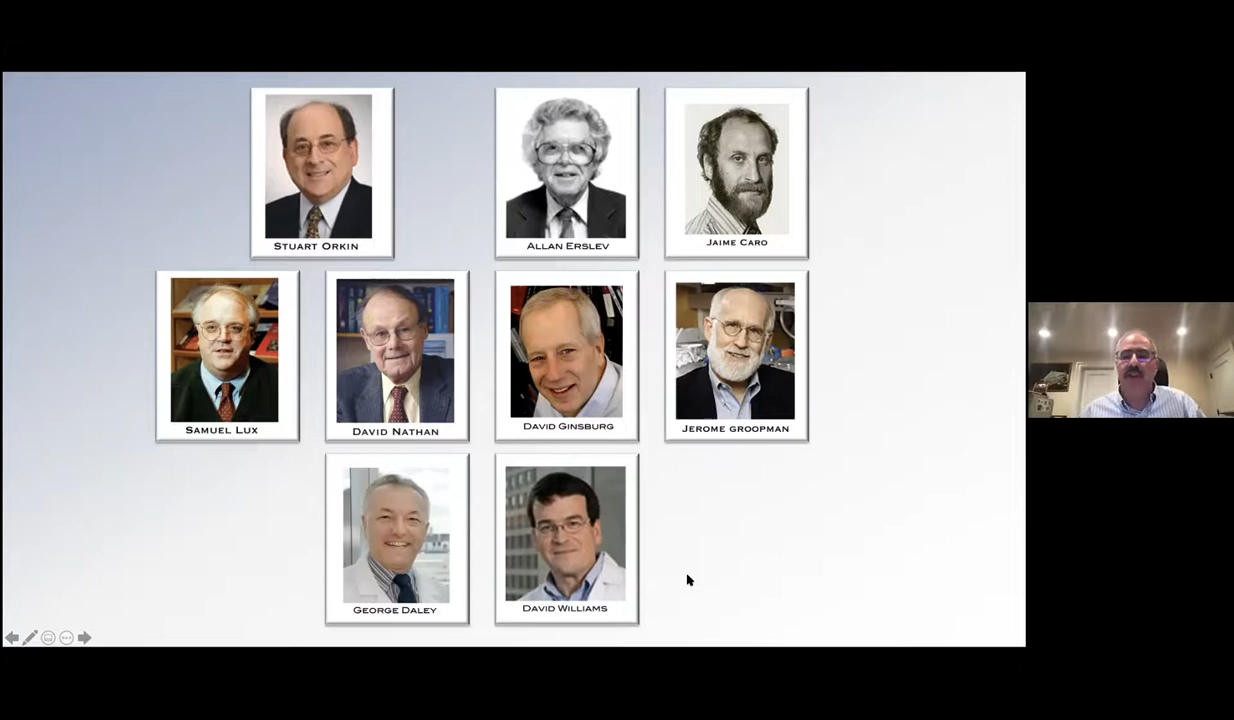 STUART ORKIN
ALLAN ERSLEV
JAIME CARO
SAMUEL LUX
DAVID NATHAN
DAVID GINSBURG
JEROME GROOPMAN
GEORGE DALEY
DAVID WILLIAMS